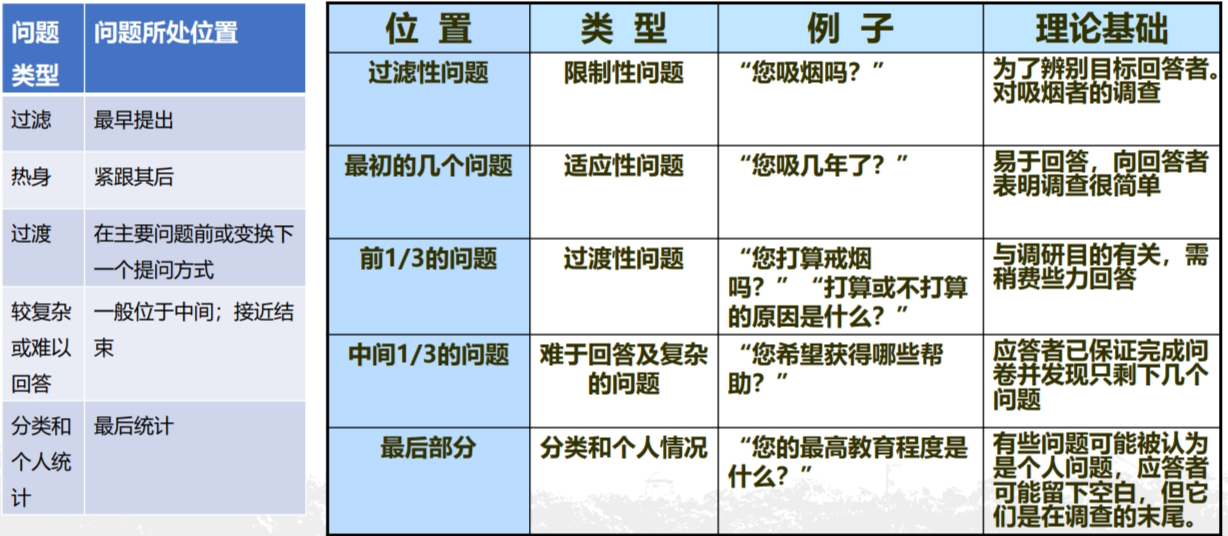 问题 问题所处位置
类型
过滤 最早提出
热身 紧跟其后
过渡 在主要问题前或变换下
一个提问方式
较复杂 一般位于中间；接近结
或难以 束
回答
分类和 最后统计
个人统
计
位 置 类 型 例 子 理论基础
过滤性问题 限制性问题 “您吸烟吗？” 为了辨别目标回答者。
对吸烟者的调查
最初的几个问题 适应性问题 “您吸几年了？” 易于回答，向回答者
表明调查很简单
前1/3的问题 过渡性问题 “您打算戒烟 与调研目的有关，需
吗？”“打算或不打算 稍费些力回答
的原因是什么？”
中间1/3的问题 难于回答及复杂 “您希望获得哪些帮 应答者已保证完成问
的问题 助？” 卷并发现只剩下几个
问题
最后部分 分类和个人情况 “您的最高教育程度是 有些问题可能被认为
什么？” 是个人问题，应答者
可能留下空白，但它
们是在调查的末尾。